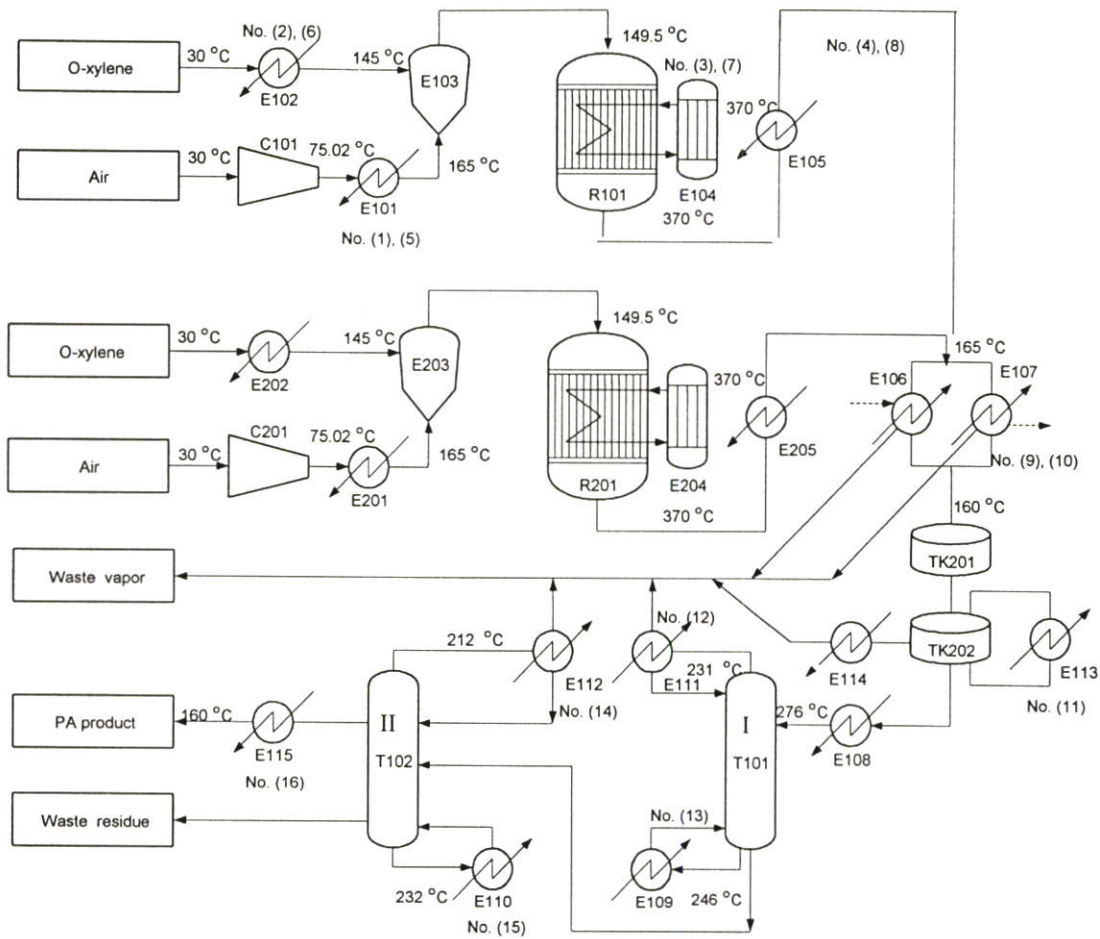 No. (2), (6)
O-xylene
30 °C
145 °C
E102
E103
149.5 °C
No. (3), (7)
370 °C
No. (4), (8)
E105
Air
30 °C
C101
75.02 °C
165 °C
E101
R101
E104
370 °C
No. (1), (5)
O-xylene
30 °C
145 °C
E202
E203
149.5 °C
370 °C
E205
165 °C
E106
E107
Air
30 °C
C201
75.02 °C
165 °C
E201
R201
E204
370 °C
No. (9), (10)
160 °C
TK201
Waste vapor
No. (12)
212 °C
E112
231 °C
E111
E114
TK202
E113
No. (14)
No. (11)
PA product
160 °C
E115
II
T102
276 °C
I
T101
E108
No. (16)
Waste residue
No. (13)
232 °C
E110
E109
246 °C
No. (15)